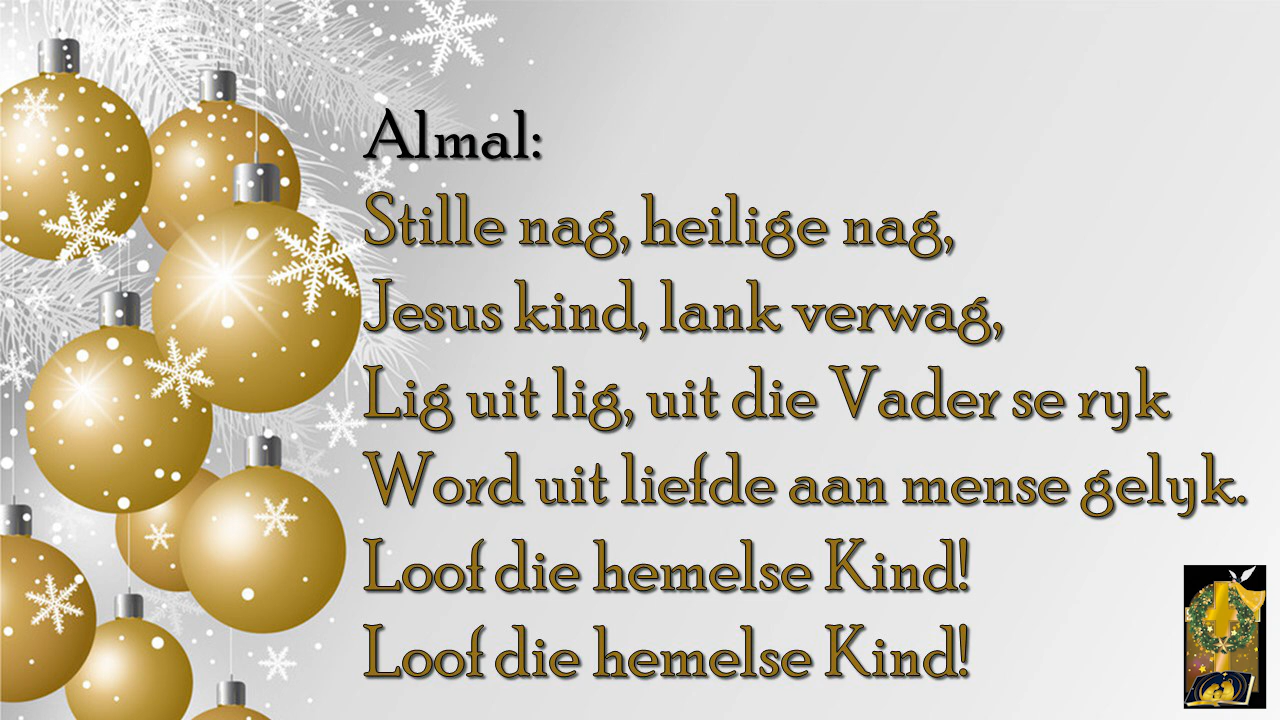 Almal:
Stille nag, heilige nag,
Jesus kind, lank verwag,
Lig uit lig, uit die Vader se ryk
Word uit liefde aan mense gelyk.
Loof die hemelse Kind!
Loof die hemelse Kind!